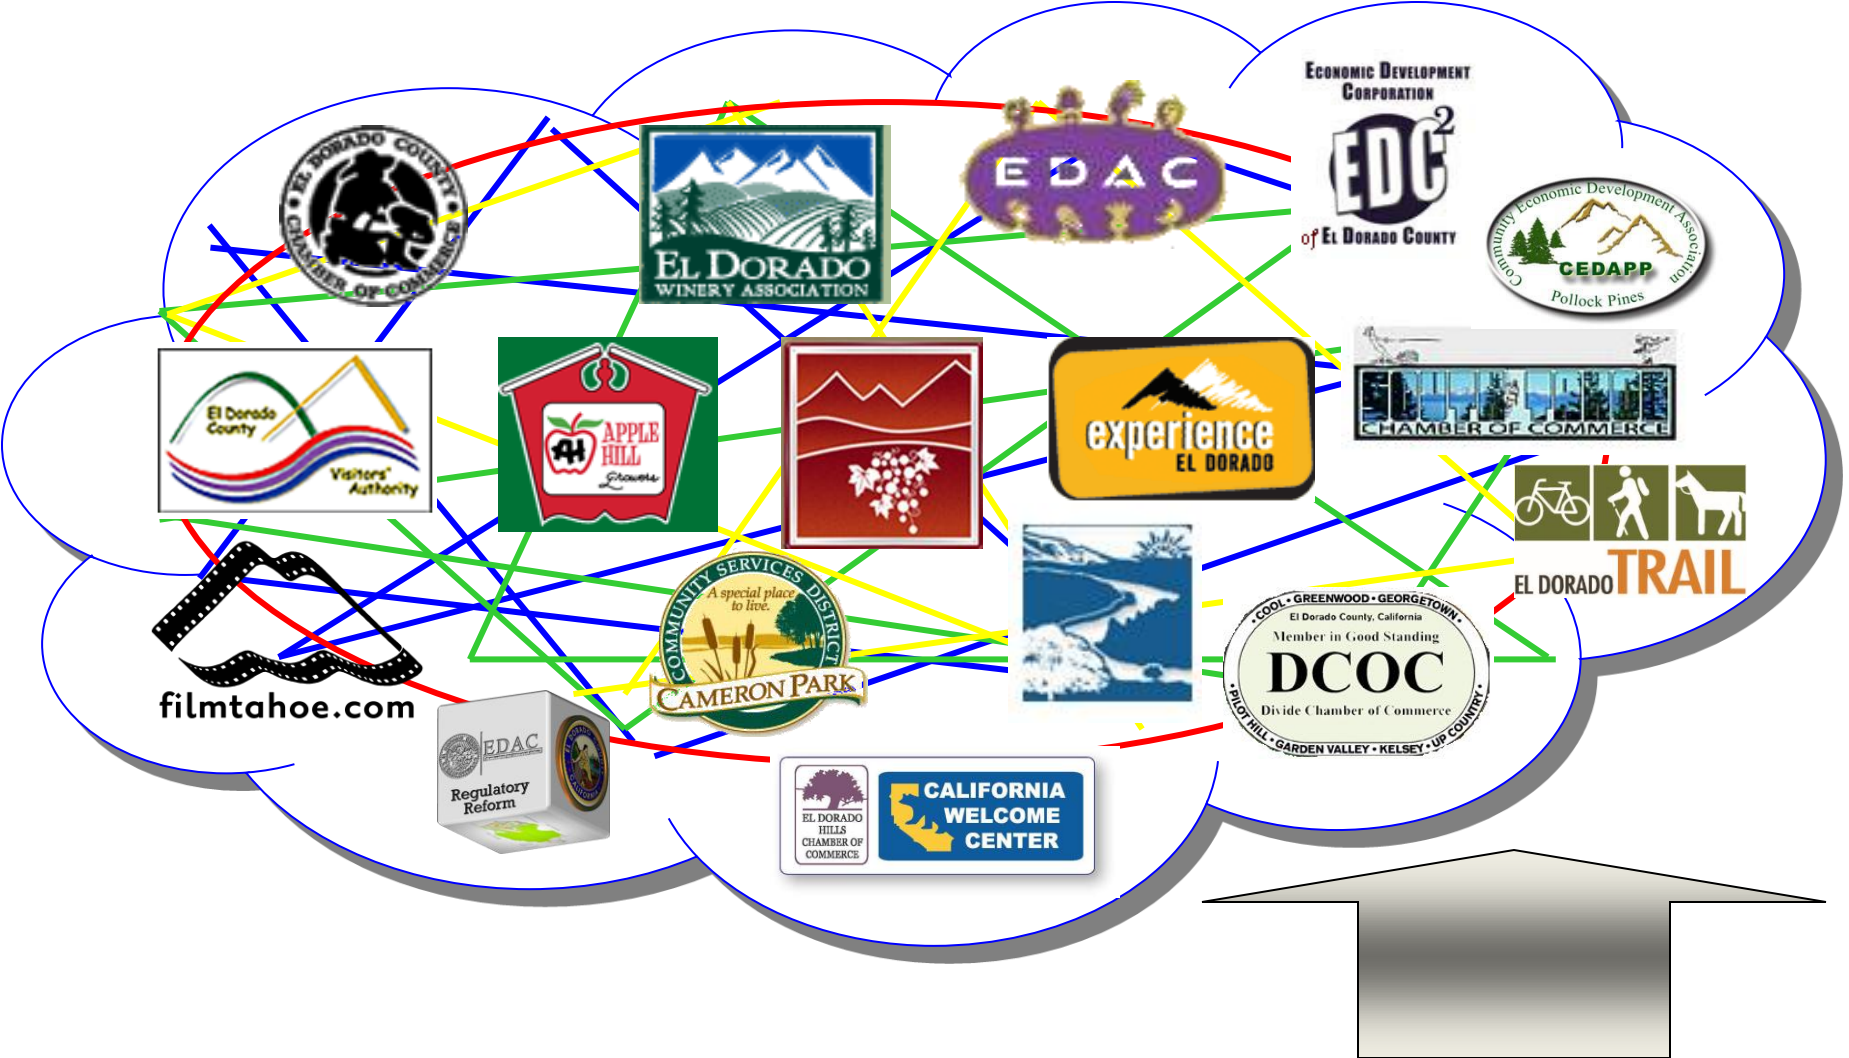 EL DORADO COUNTY
CHAMBER OF COMMERCE
EL DORADO
WINERY ASSOCIATION
EDAC
ECONOMIC DEVELOPMENT
CORPORATION
EDC2
of EL DORADO COUNTY
Community Economic Development Association
CEDAPP
Pollock Pines
El Dorado
County
Visitors'
Authority
APPLE
HILL
Growers
AH
experience
EL DORADO
CHAMBER OF COMMERCE
EL DORADO TRAIL
filmtahoe.com
COMMUNITY SERVICES DISTRICT
A special place
to live.
CAMERON PARK
COOL • GREENWOOD • GEORGETOWN
El Dorado County, California
Member in Good Standing
DCOC
Divide Chamber of Commerce
PILOT HILL • GARDEN VALLEY • KELSEY • UP COUNTRY
EDAC
Regulatory
Reform
EL DORADO
HILLS
CHAMBER OF
COMMERCE
CALIFORNIA
WELCOME
CENTER